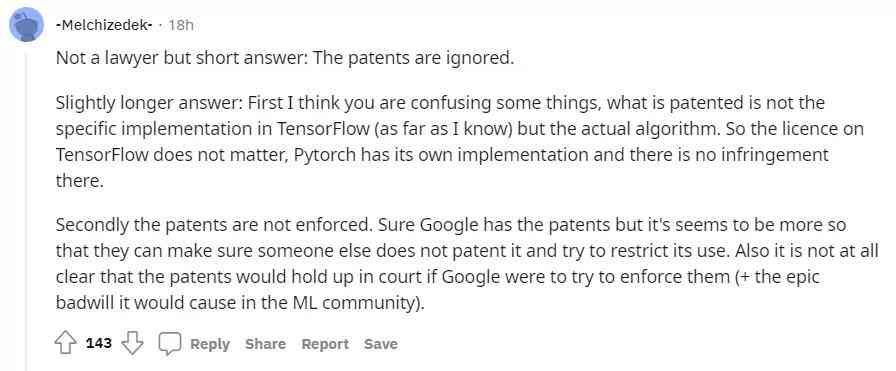 -Melchizedek- · 18h
Not a lawyer but short answer: The patents are ignored.
Slightly longer answer: First I think you are confusing some things, what is patented is not the
specific implementation in TensorFlow (as far as I know) but the actual algorithm. So the licence on
TensorFlow does not matter, Pytorch has its own implementation and there is no infringement
there.
Secondly the patents are not enforced. Sure Google has the patents but it's seems to be more so
that they can make sure someone else does not patent it and try to restrict its use. Also it is not at all
clear that the patents would hold up in court if Google were to try to enforce them (+ the epic
badwill it would cause in the ML community).
143 Reply Share Report Save